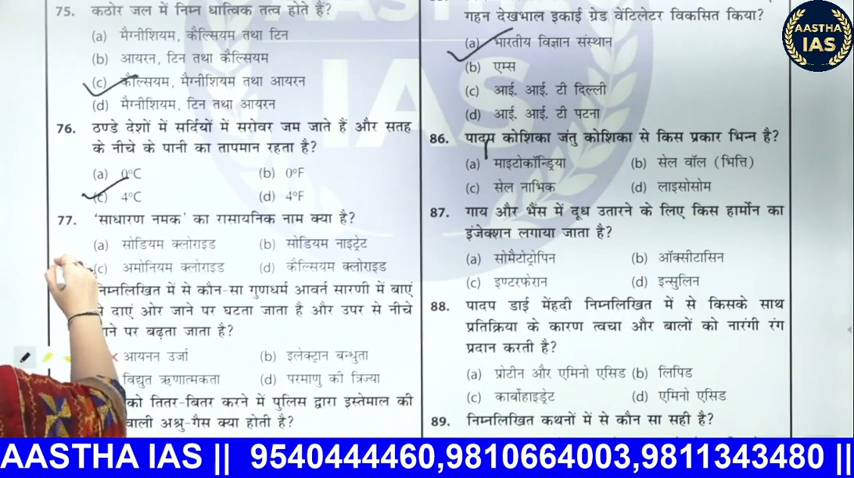 75. कठोर जल में निम्न धात्विक तत्व होते हैं?
(a) मैग्नीशियम, कैल्सियम तथा टिन
(b) आयरन, टिन तथा कैल्सियम
(c) कैल्सियम, मैग्नीशियम तथा आयरन
(d) मैग्नीशियम, टिन तथा आयरन
76. ठण्डे देशों में सर्दियों में सरोवर जम जाते हैं और सतह
के नीचे के पानी का तापमान रहता है?
(a) 0°C (b) 0°F
(c) 4°C (d) 4°F
77. 'साधारण नमक' का रासायनिक नाम क्या है?
(a) सोडियम क्लोराइड (b) सोडियम नाइट्रेट
(c) अमोनियम क्लोराइड (d) कैल्सियम क्लोराइड
निम्नलिखित में से कौन-सा गुणधर्म आवर्त सारणी में बाएं
दाएं ओर जाने पर घटता जाता है और उपर से नीचे
पर बढ़ता जाता है?
आयनन उर्जा (b) इलेक्ट्रान बन्धुता
विद्युत ऋणात्मकता (d) परमाणु की त्रिज्या
को तितर-बितर करने में पुलिस द्वारा इस्तेमाल की
वाली अश्रु-गैस क्या होती है?
गहन देखभाल इकाई ग्रेड वेंटिलेटर विकसित किया?
(a) भारतीय विज्ञान संस्थान
(b) एम्स
(c) आई. आई. टी दिल्ली
(d) आई. आई. टी पटना
86. पादप कोशिका जंतु कोशिका से किस प्रकार भिन्न है?
(a) माइटोकॉन्ड्रिया (b) सेल वॉल (भित्ति)
(c) सेल नाभिक (d) लाइसोसोम
87. गाय और भैंस में दूध उतारने के लिए किस हार्मोन का
इंजेक्शन लगाया जाता है?
(a) सोमैटोट्रोपिन (b) ऑक्सीटासिन
(c) इण्टरफेरान (d) इन्सुलिन
88. पादप डाई मेंहदी निम्नलिखित में से किसके साथ
प्रतिक्रिया के कारण त्वचा और बालों को नारंगी रंग
प्रदान करती है?
(a) प्रोटीन और एमिनो एसिड (b) लिपिड
(c) कार्बोहाइड्रेट (d) एमिनो एसिड
89. निम्नलिखित कथनों में से कौन सा सही है?
AASTHA
IAS
IAS
AASTHA IAS || 9540444460,9810664003,9811343480 ||